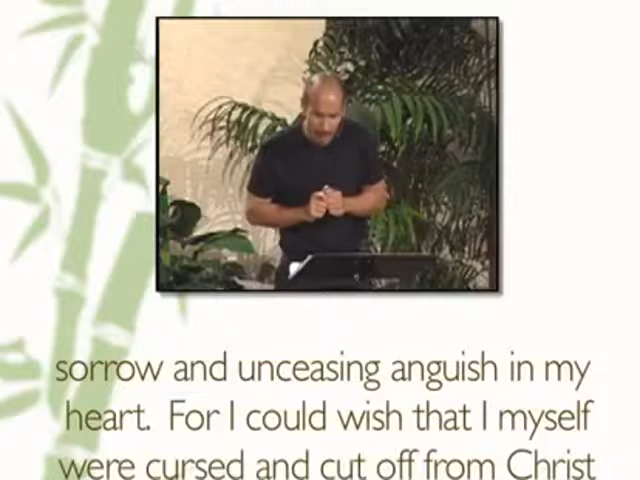 sorrow and unceasing anguish in my
heart. For I could wish that I myself
were cursed and cut off from Christ